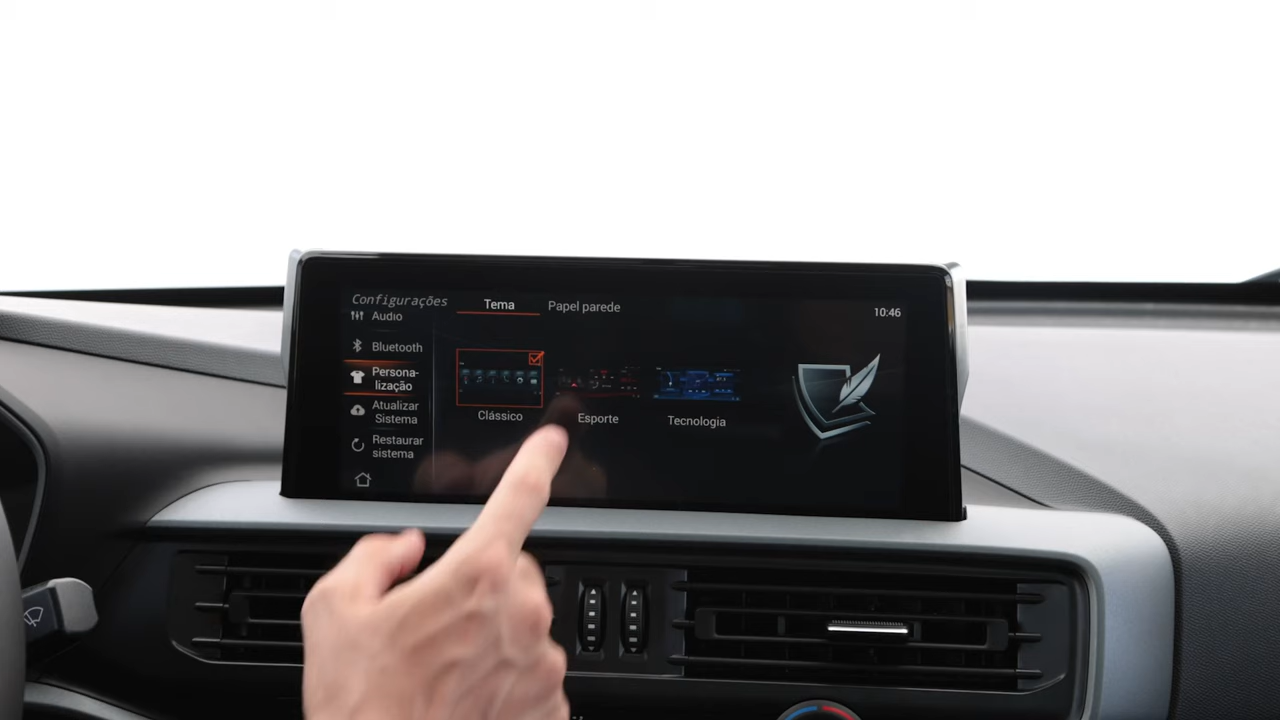 Configurações
Tema
Papel parede
10:46
Audio
Bluetooth
Persona-
lização
Atualizar
Sistema
Restaurar
sistema
Clássico
Esporte
Tecnologia